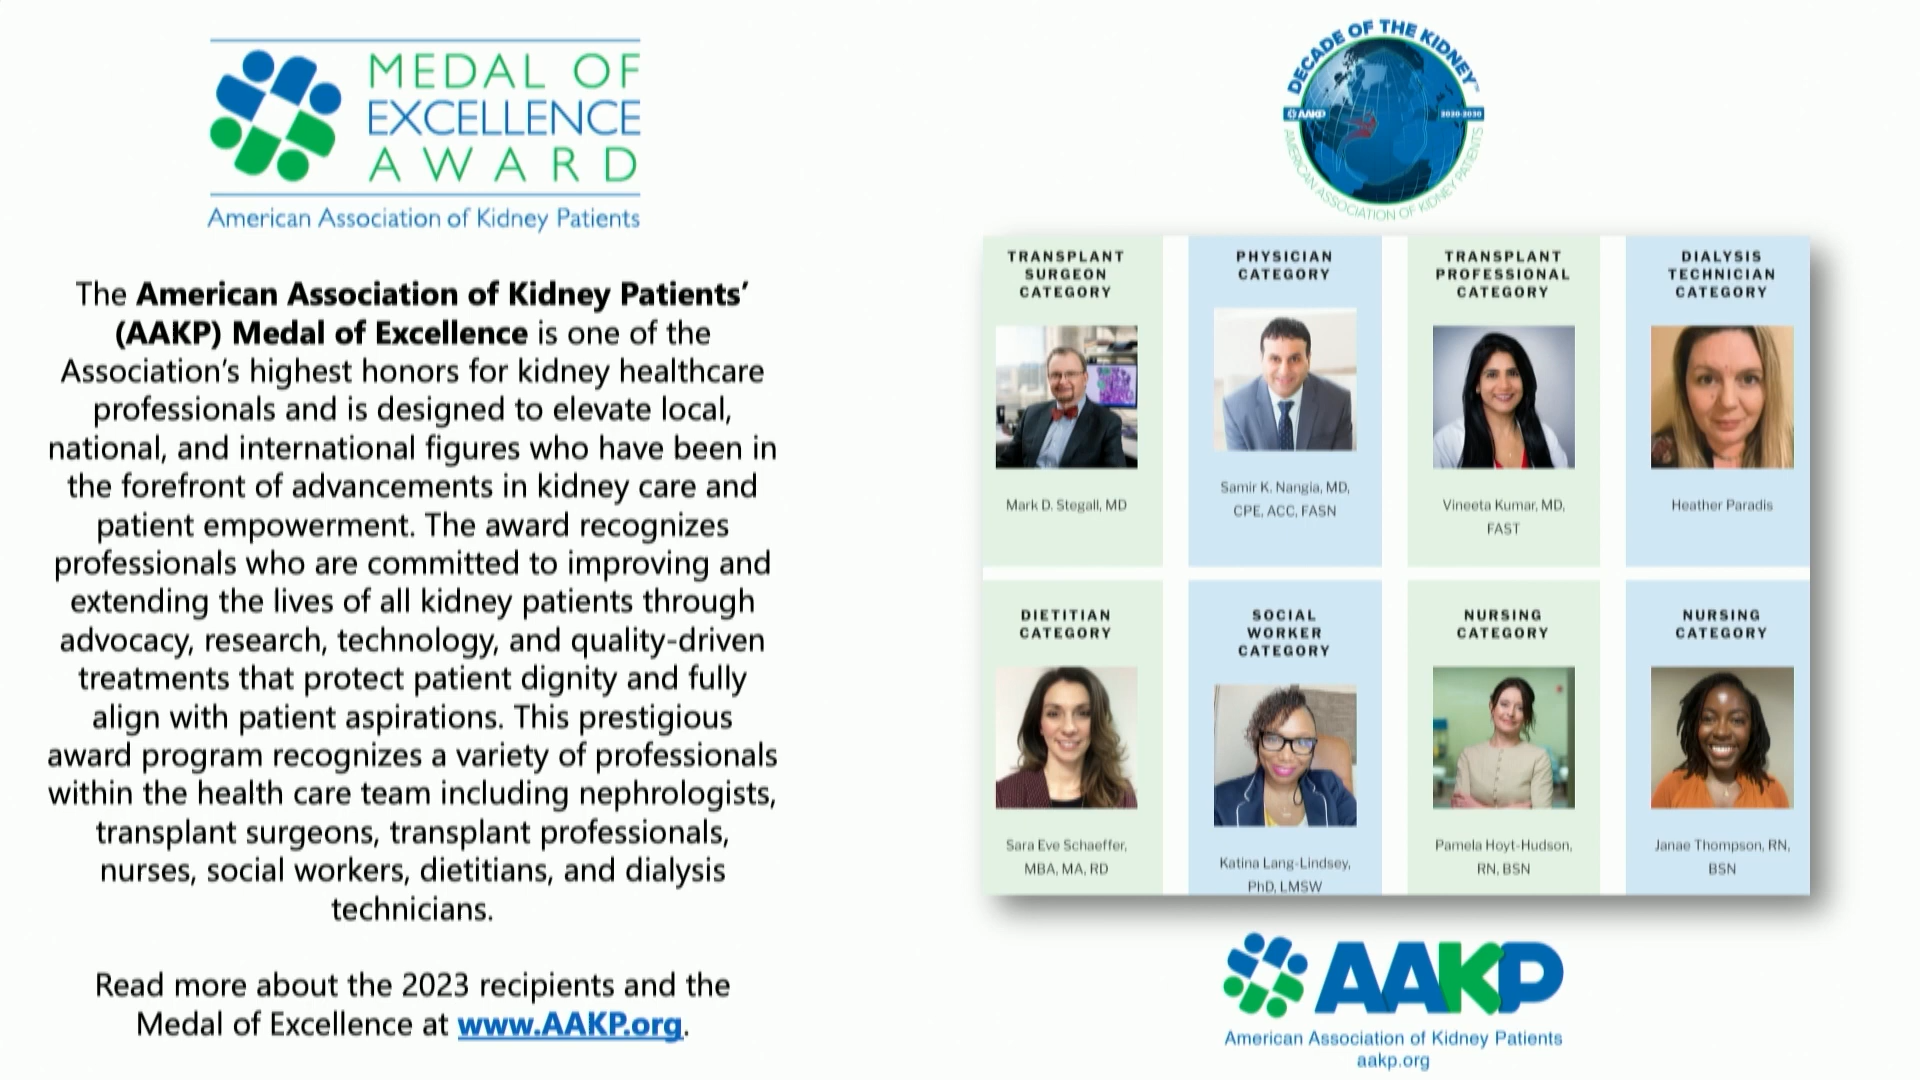 MEDAL OF
EXCELLENCE
AWARD
American Association of Kidney Patients
The American Association of Kidney Patients’
(AAKP) Medal of Excellence is one of the
Association’s highest honors for kidney healthcare
professionals and is designed to elevate local,
national, and international figures who have been in
the forefront of advancements in kidney care and
patient empowerment. The award recognizes
professionals who are committed to improving and
extending the lives of all kidney patients through
advocacy, research, technology, and quality-driven
treatments that protect patient dignity and fully
align with patient aspirations. This prestigious
award program recognizes a variety of professionals
within the health care team including nephrologists,
transplant surgeons, transplant professionals,
nurses, social workers, dietitians, and dialysis
technicians.
Read more about the 2023 recipients and the
Medal of Excellence at www.AAKP.org.
DECADE OF THE KIDNEY™
AAKP
2020-2030
AMERICAN ASSOCIATION OF KIDNEY PATIENTS
TRANSPLANT
SURGEON
CATEGORY
Mark D. Stegall, MD
PHYSICIAN
CATEGORY
Samir K. Nangia, MD,
CPE, ACC, FASN
TRANSPLANT
PROFESSIONAL
CATEGORY
Vineeta Kumar, MD,
FAST
DIALYSIS
TECHNICIAN
CATEGORY
Heather Paradis
DIETITIAN
CATEGORY
Sara Eve Schaeffer,
MBA, MA, RD
SOCIAL
WORKER
CATEGORY
Katina Lang-Lindsey,
PhD, LMSW
NURSING
CATEGORY
Pamela Hoyt-Hudson,
RN, BSN
NURSING
CATEGORY
Janae Thompson, RN,
BSN
AAKP
American Association of Kidney Patients
aakp.org